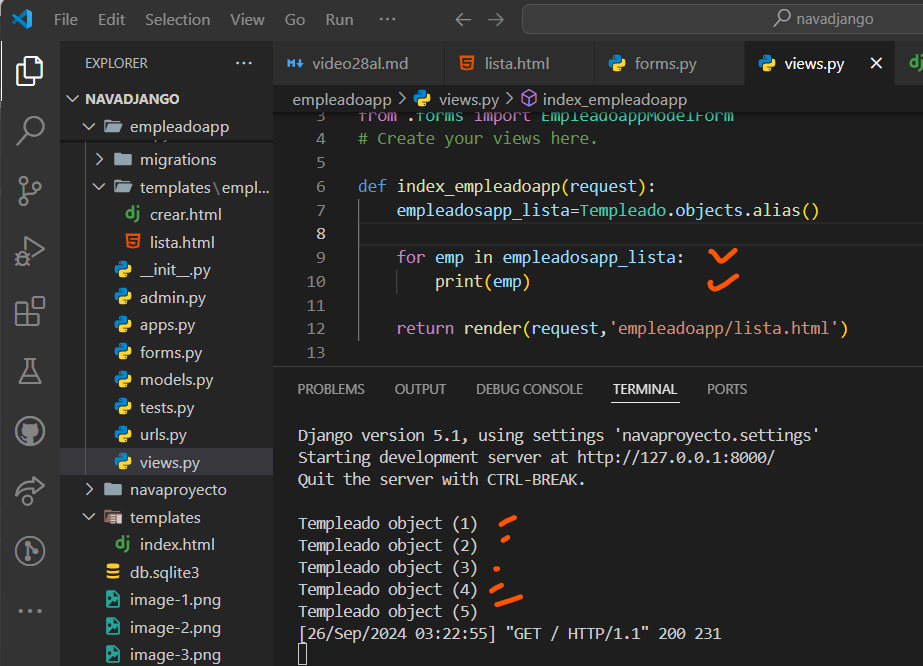 File Edit Selection View Go Run ··· ← → navadjango
EXPLORER ···
NAVADJANGO
empleadoapp
migrations
templates\empl...
crear.html
lista.html
__init__.py
admin.py
apps.py
forms.py
models.py
tests.py
urls.py
views.py
navaproyecto
templates
index.html
db.sqlite3
image-1.png
image-2.png
image-3.png
video28al.md lista.html forms.py views.py dj
empleadoapp > views.py > index_empleadoapp
3 from .forms import EmpleadoappModelForm
4 # Create your views here.
5
6 def index_empleadoapp(request):
7 empleadosapp_lista=Templeado.objects.alias()
8
9 for emp in empleadosapp_lista:
10 print(emp)
11
12 return render(request,'empleadoapp/lista.html')
13
PROBLEMS OUTPUT DEBUG CONSOLE TERMINAL PORTS
Django version 5.1, using settings 'navaproyecto.settings'
Starting development server at http://127.0.0.1:8000/
Quit the server with CTRL-BREAK.
Templeado object (1)
Templeado object (2)
Templeado object (3)
Templeado object (4)
Templeado object (5)
[26/Sep/2024 03:22:55] "GET / HTTP/1.1" 200 231